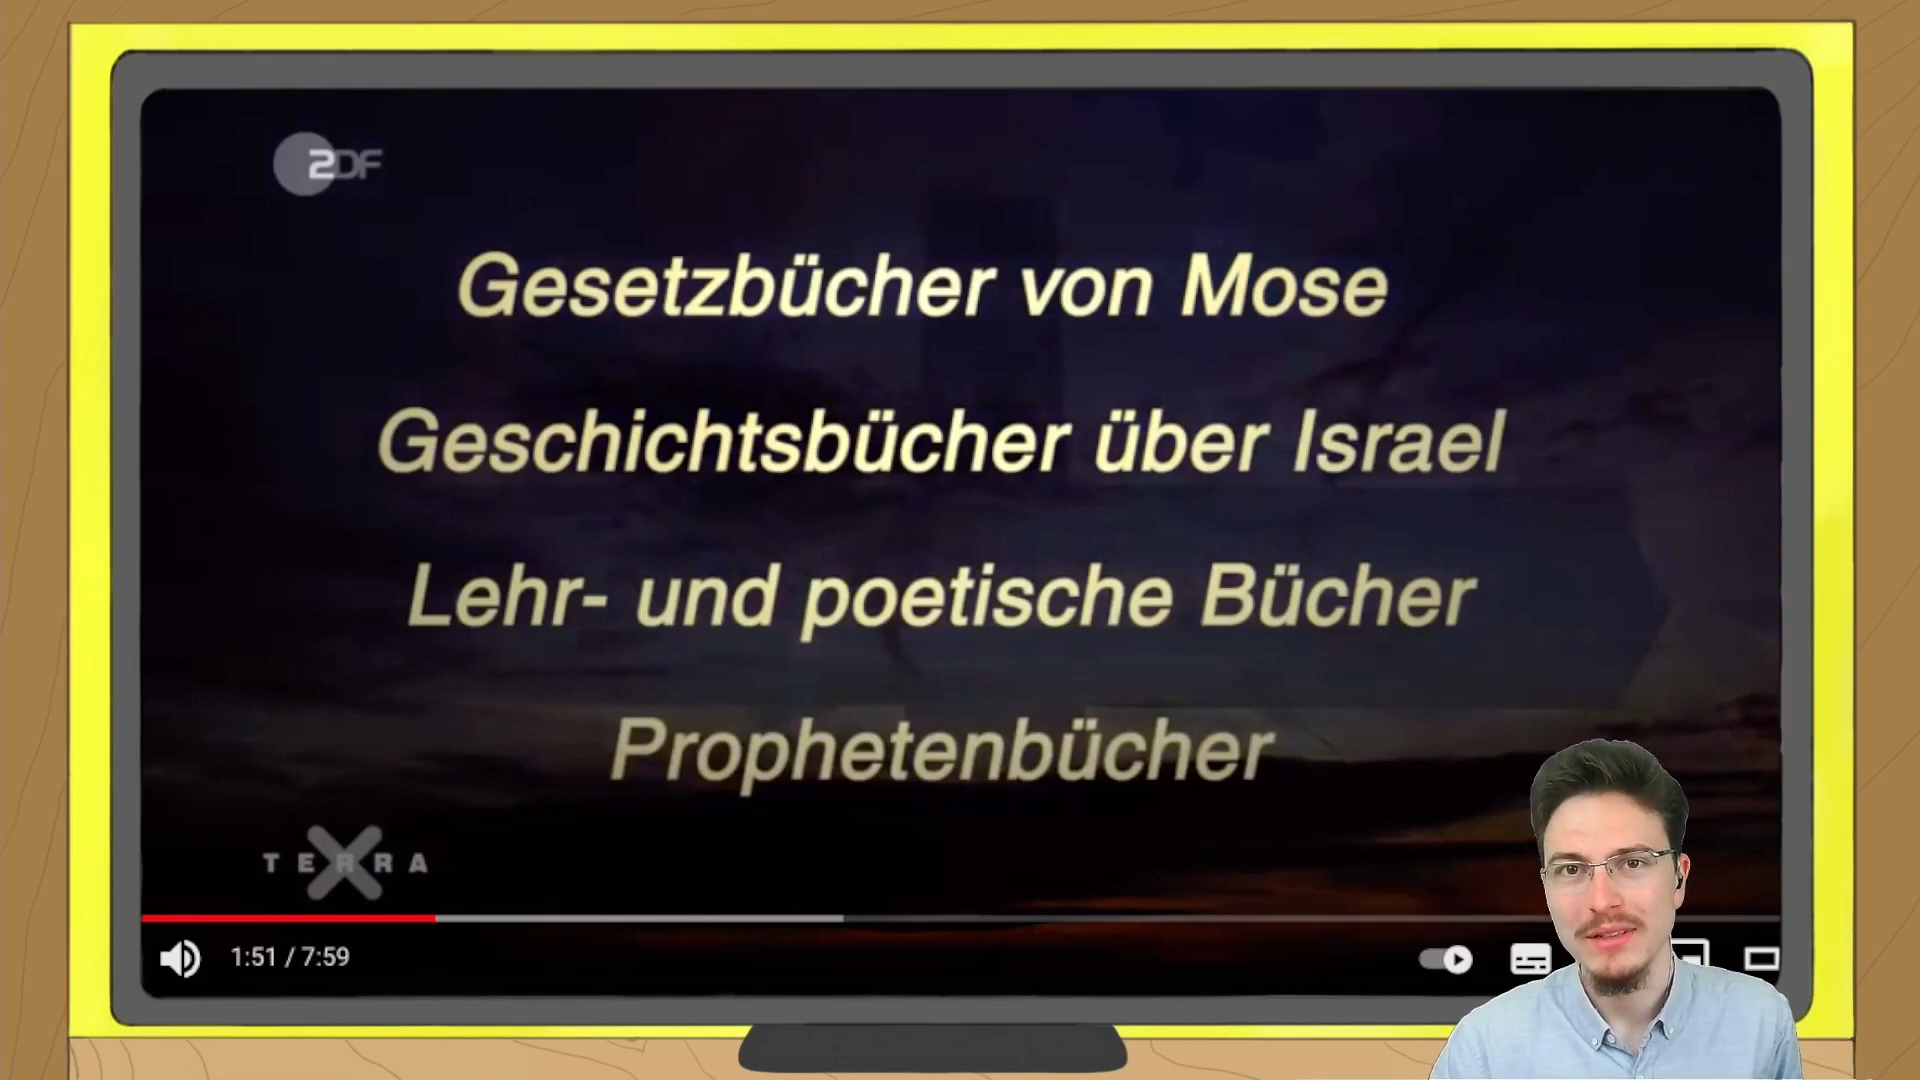 ZDF
Gesetzbücher von Mose
Geschichtsbücher über Israel
Lehr- und poetische Bücher
Prophetenbücher
TERRA X
1:51 / 7:59